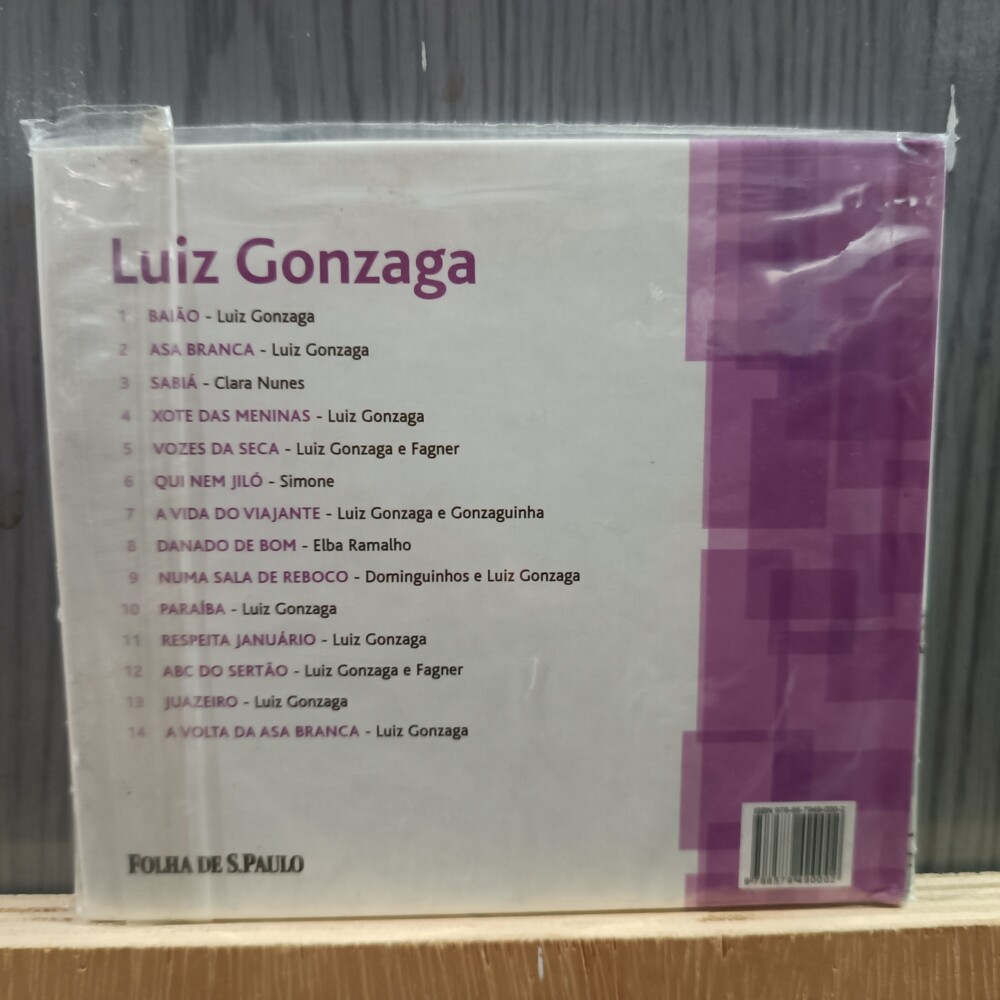 Luiz Gonzaga
1 BAIÃO - Luiz Gonzaga
2 ASA BRANCA - Luiz Gonzaga
3 SABIÁ - Clara Nunes
4 XOTE DAS MENINAS - Luiz Gonzaga
5 VOZES DA SECA - Luiz Gonzaga e Fagner
6 QUI NEM JILÓ - Simone
7 A VIDA DO VIAJANTE - Luiz Gonzaga e Gonzaguinha
8 DANADO DE BOM - Elba Ramalho
9 NUMA SALA DE REBOCO - Dominguinhos e Luiz Gonzaga
10 PARAÍBA - Luiz Gonzaga
11 RESPEITA JANUÁRIO - Luiz Gonzaga
12 ABC DO SERTÃO - Luiz Gonzaga e Fagner
13 JUAZEIRO - Luiz Gonzaga
14 A VOLTA DA ASA BRANCA - Luiz Gonzaga
FOLHA DE S.PAULO
ISBN